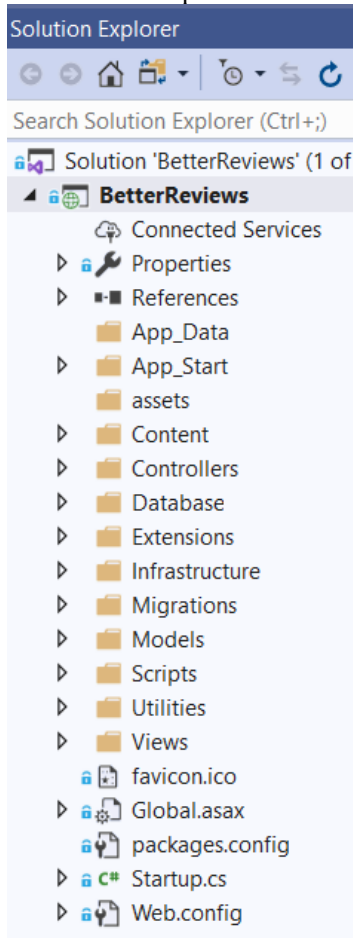 Solution Explorer
Search Solution Explorer (Ctrl+;)
Solution 'BetterReviews' (1 of
BetterReviews
Connected Services
Properties
References
App_Data
App_Start
assets
Content
Controllers
Database
Extensions
Infrastructure
Migrations
Models
Scripts
Utilities
Views
favicon.ico
Global.asax
packages.config
C# Startup.cs
Web.config